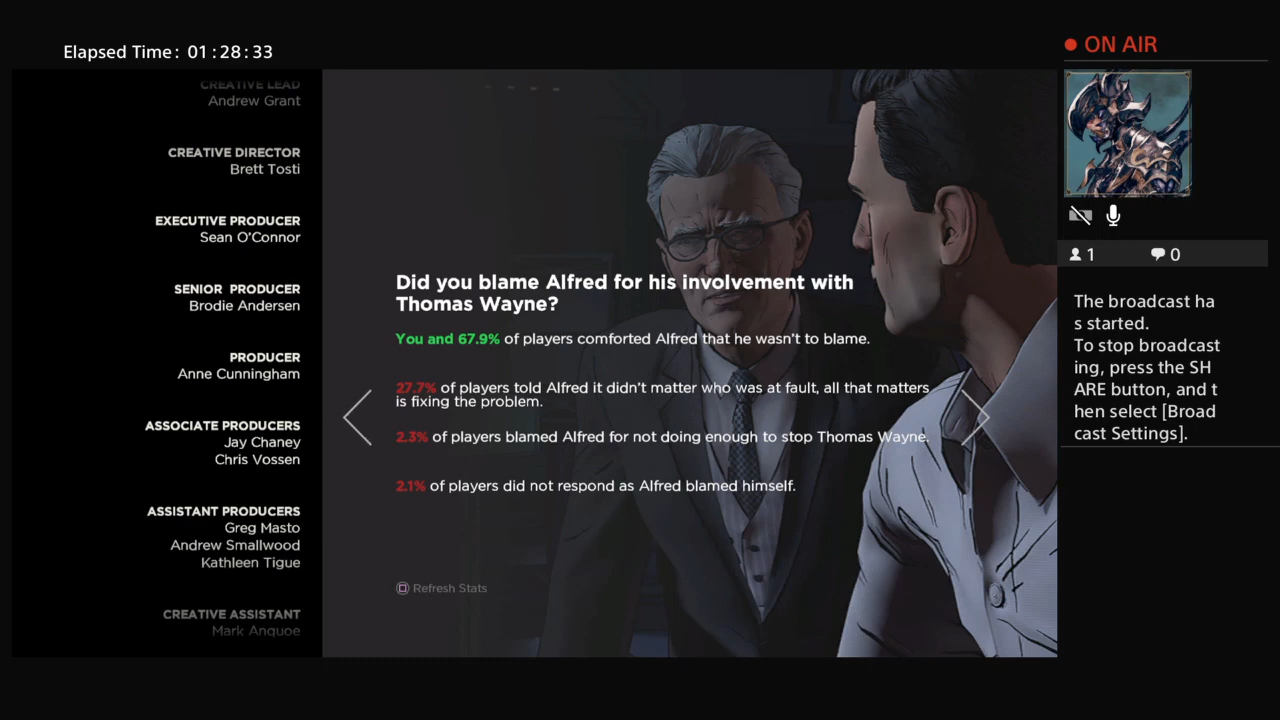 Elapsed Time: 01:28:33
ON AIR
CREATIVE LEAD
Andrew Grant
CREATIVE DIRECTOR
Brett Tosti
EXECUTIVE PRODUCER
Sean O'Connor
SENIOR PRODUCER
Brodie Andersen
PRODUCER
Anne Cunningham
ASSOCIATE PRODUCERS
Jay Chaney
Chris Vossen
ASSISTANT PRODUCERS
Greg Masto
Andrew Smallwood
Kathleen Tigue
CREATIVE ASSISTANT
Mark Anquoe
Did you blame Alfred for his involvement with
Thomas Wayne?
You and 67.9% of players comforted Alfred that he wasn't to blame.
27.7% of players told Alfred it didn't matter who was at fault, all that matters
is fixing the problem.
2.3% of players blamed Alfred for not doing enough to stop Thomas Wayne.
2.1% of players did not respond as Alfred blamed himself.
Refresh Stats
1
0
The broadcast ha
s started.
To stop broadcast
ing, press the SH
ARE button, and t
hen select [Broad
cast Settings].